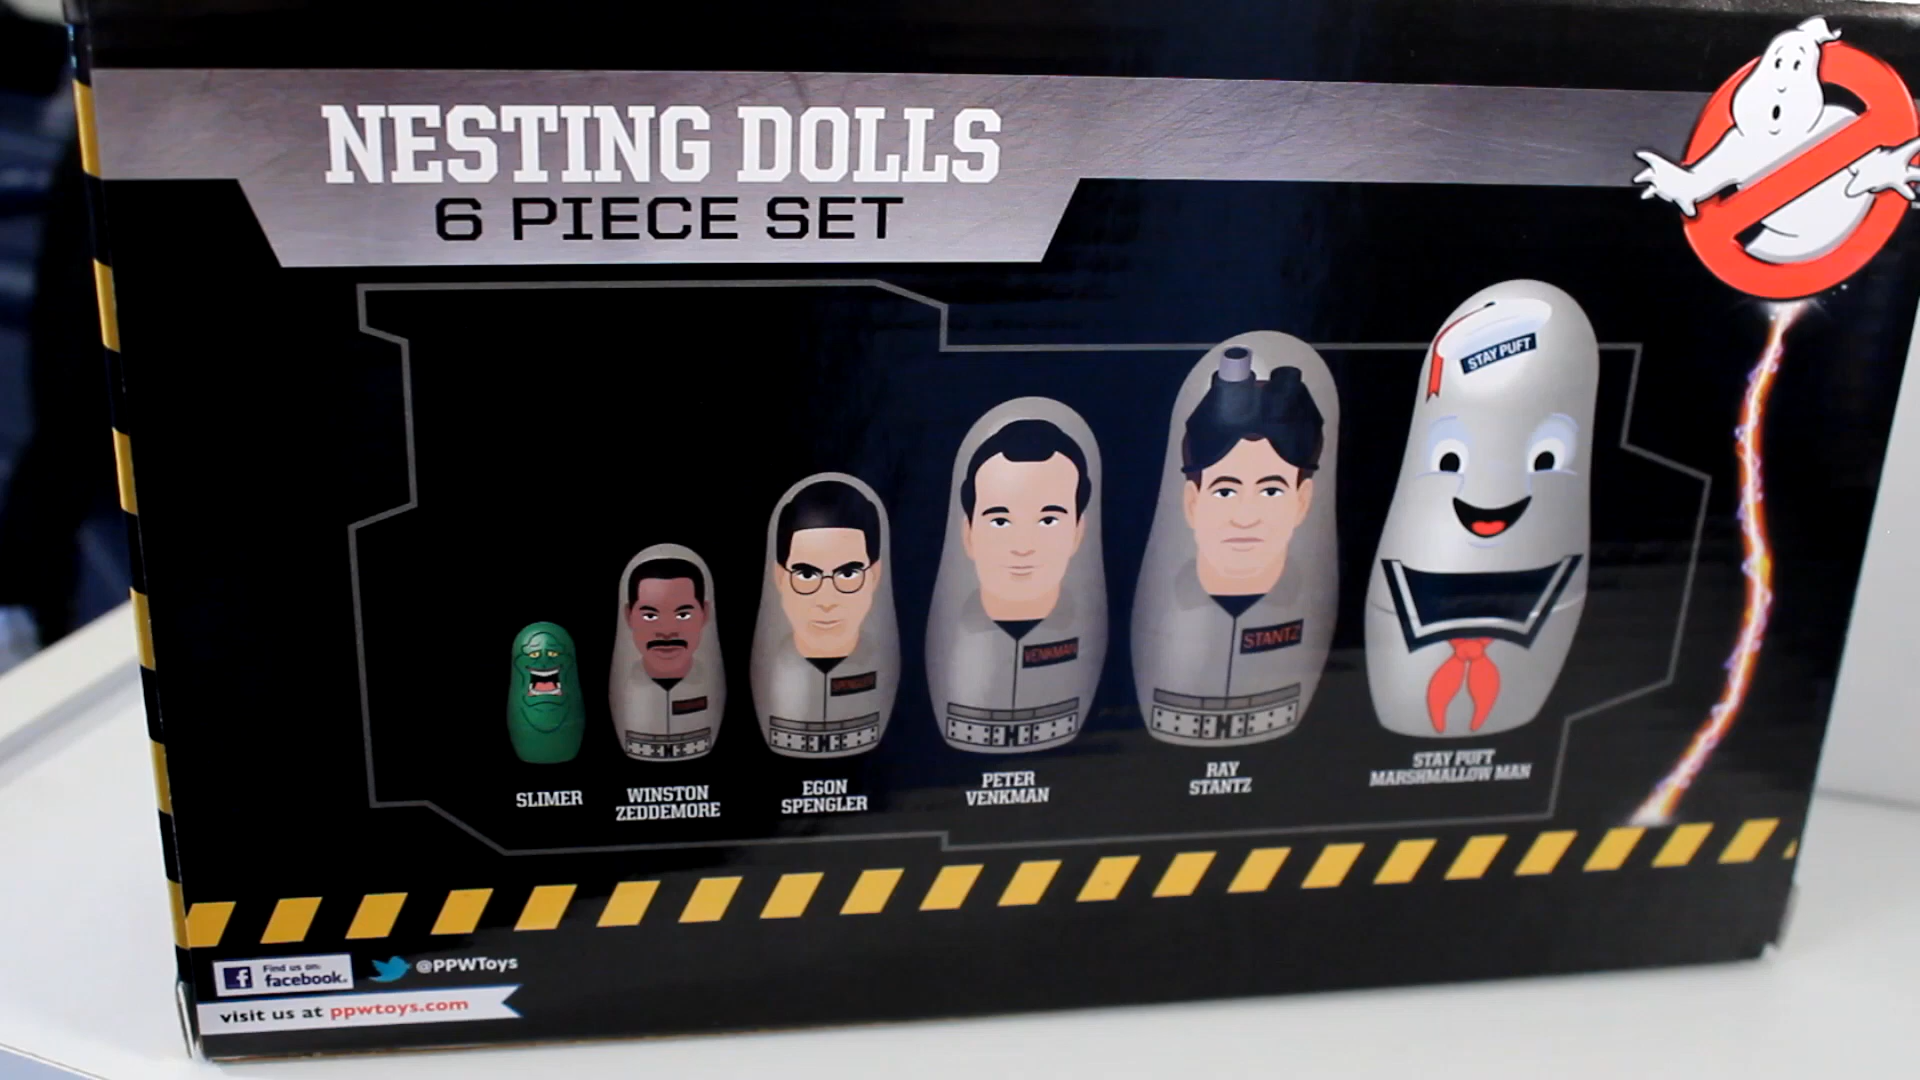 NESTING DOLLS
6 PIECE SET
STAY PUFT
STANTZ
VENKMAN
SPENGLER
SLIMER
WINSTON
ZEDDEMORE
EGON
SPENGLER
PETER
VENKMAN
RAY
STANTZ
STAY PUFT
MARSHMALLOW MAN
f Find us on:
facebook.
@PPWToys
visit us at ppwtoys.com